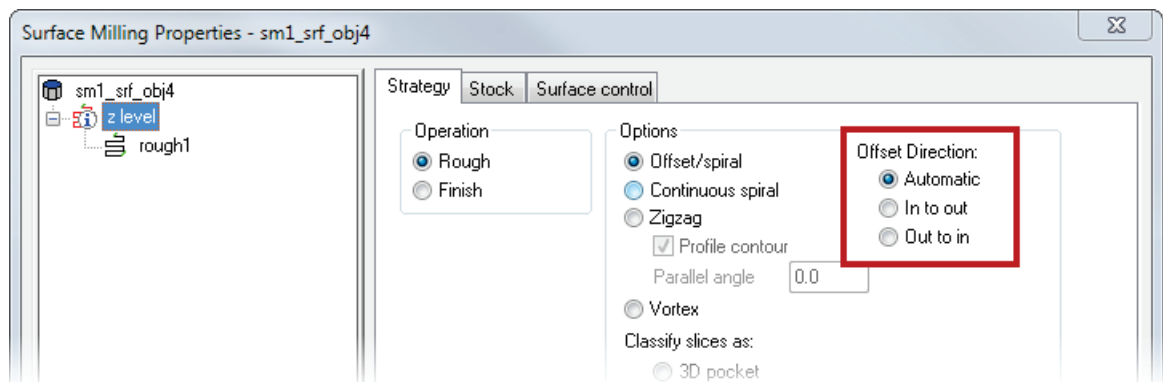 Surface Milling Properties - sm1_srf_obj4
sm1_srf_obj4
z level
rough1
Strategy
Stock
Surface control
Operation
Rough
Finish
Options
Offset/spiral
Continuous spiral
Zigzag
Profile contour
Parallel angle 0.0
Vortex
Classify slices as:
3D pocket
Offset Direction:
Automatic
In to out
Out to in